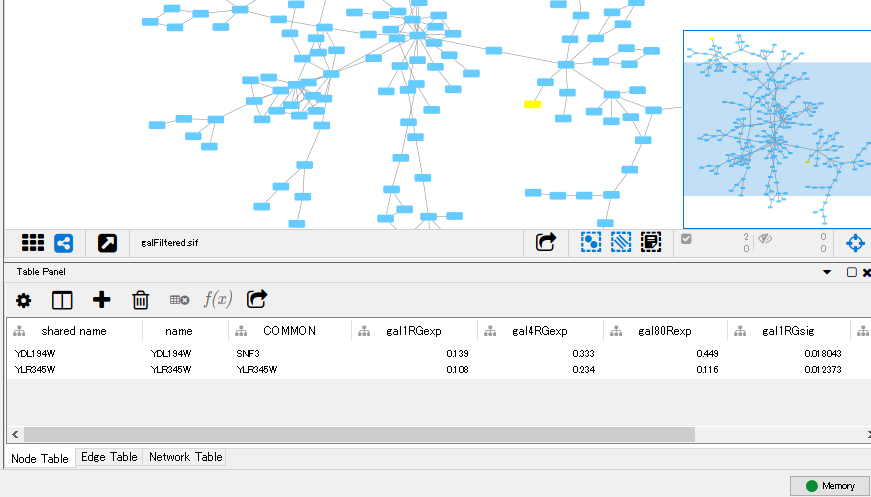 galFiltered.sif
2 0
0 0
Table Panel
f(x)
shared name name COMMON gal1RGexp gal4RGexp gal80Rexp gal1RGsig
YDL194W YDL194W SNF3 0.139 0.333 0.449 0.018043
YLR345W YLR345W YLR345W 0.108 0.234 0.116 0.012373
Node Table Edge Table Network Table
Memory